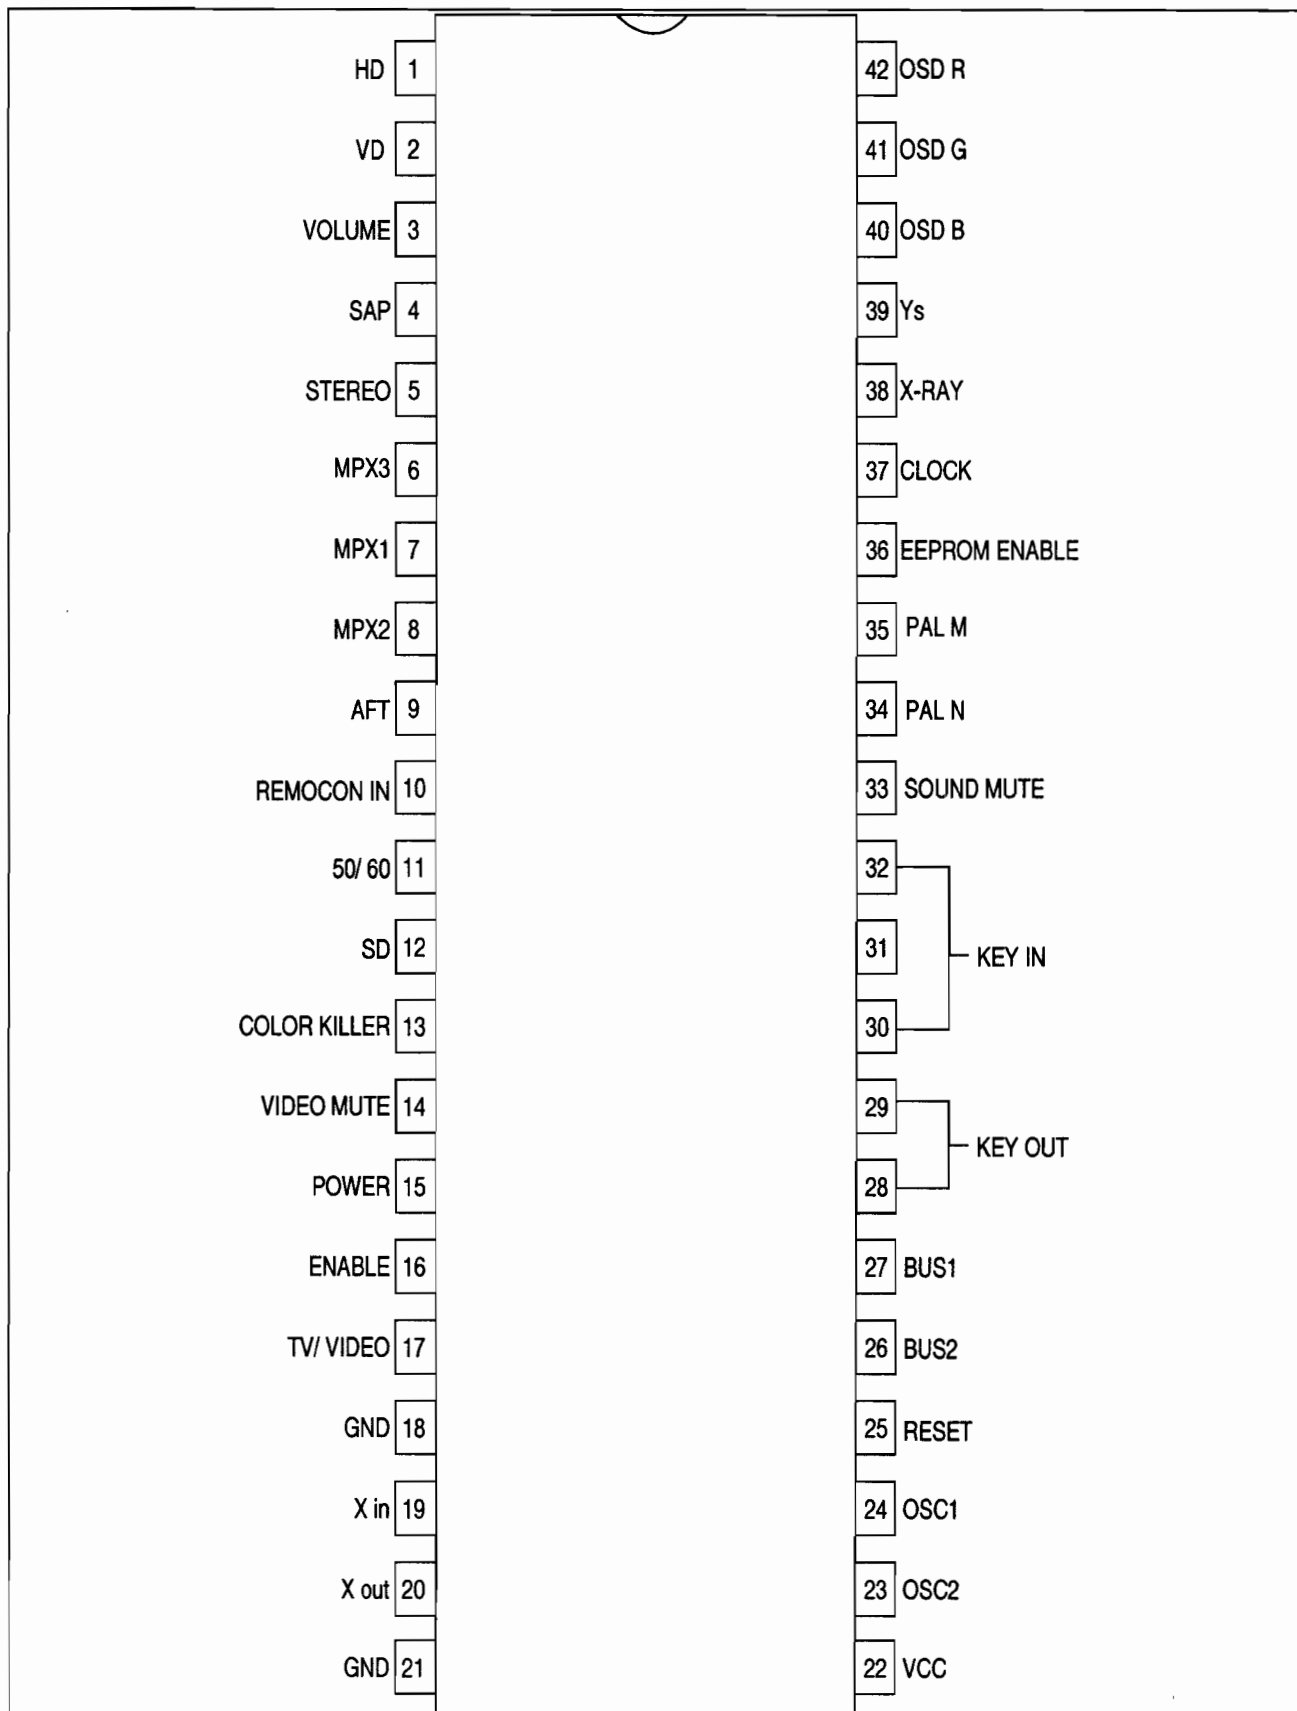 HD 1
VD 2
VOLUME 3
SAP 4
STEREO 5
MPX3 6
MPX1 7
MPX2 8
AFT 9
REMOCON IN 10
50/ 60 11
SD 12
COLOR KILLER 13
VIDEO MUTE 14
POWER 15
ENABLE 16
TV/ VIDEO 17
GND 18
X in 19
X out 20
GND 21
42 OSD R
41 OSD G
40 OSD B
39 Ys
38 X-RAY
37 CLOCK
36 EEPROM ENABLE
35 PAL M
34 PAL N
33 SOUND MUTE
32
31
KEY IN
30
29
KEY OUT
28
27 BUS1
26 BUS2
25 RESET
24 OSC1
23 OSC2
22 VCC